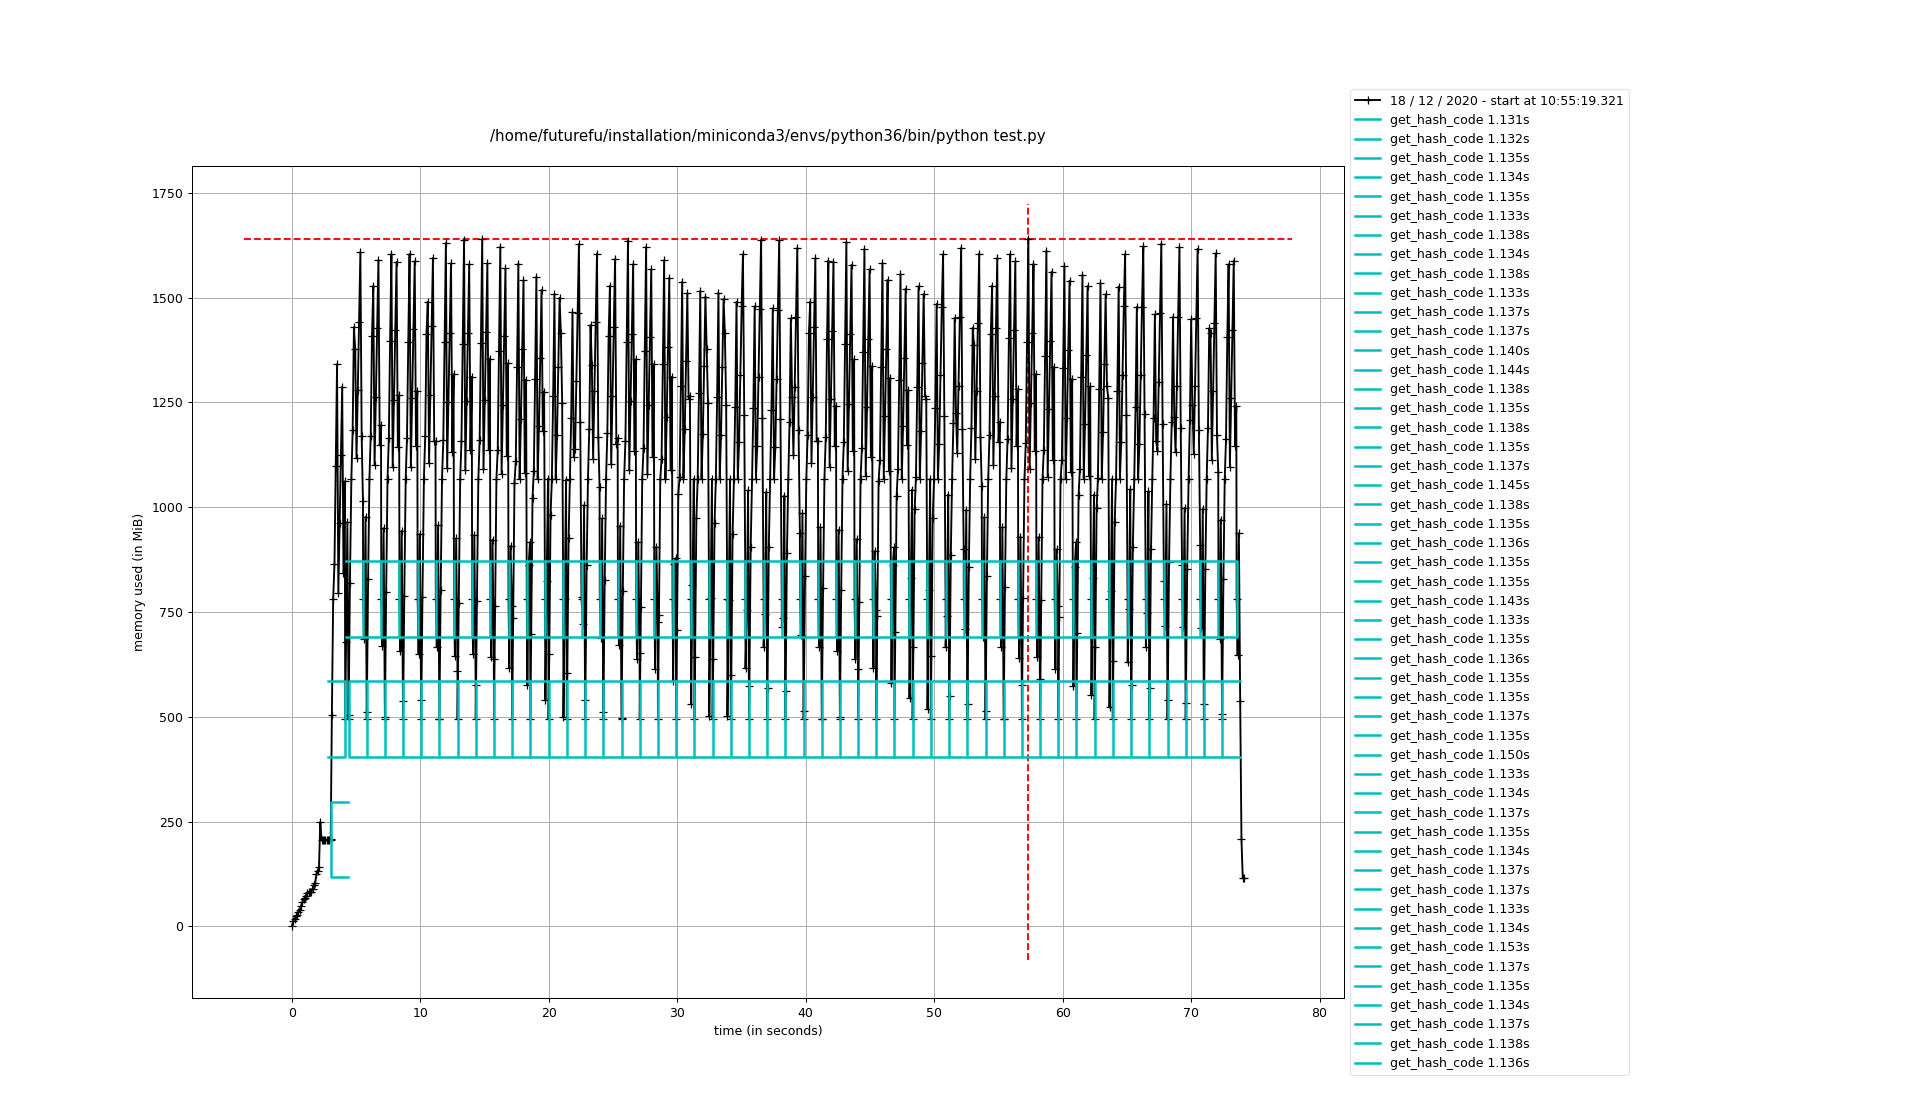 /home/futurefu/installation/miniconda3/envs/python36/bin/python test.py
memory used (in MiB)
1750
1500
1250
1000
750
500
250
0
0 10 20 30 40 50 60 70 80
time (in seconds)
18 / 12 / 2020 - start at 10:55:19.321
get_hash_code 1.131s
get_hash_code 1.132s
get_hash_code 1.135s
get_hash_code 1.134s
get_hash_code 1.135s
get_hash_code 1.133s
get_hash_code 1.138s
get_hash_code 1.134s
get_hash_code 1.138s
get_hash_code 1.133s
get_hash_code 1.137s
get_hash_code 1.137s
get_hash_code 1.140s
get_hash_code 1.144s
get_hash_code 1.138s
get_hash_code 1.135s
get_hash_code 1.138s
get_hash_code 1.135s
get_hash_code 1.137s
get_hash_code 1.145s
get_hash_code 1.138s
get_hash_code 1.135s
get_hash_code 1.136s
get_hash_code 1.135s
get_hash_code 1.135s
get_hash_code 1.143s
get_hash_code 1.133s
get_hash_code 1.135s
get_hash_code 1.136s
get_hash_code 1.135s
get_hash_code 1.135s
get_hash_code 1.137s
get_hash_code 1.135s
get_hash_code 1.150s
get_hash_code 1.133s
get_hash_code 1.134s
get_hash_code 1.137s
get_hash_code 1.135s
get_hash_code 1.134s
get_hash_code 1.137s
get_hash_code 1.137s
get_hash_code 1.133s
get_hash_code 1.134s
get_hash_code 1.153s
get_hash_code 1.137s
get_hash_code 1.135s
get_hash_code 1.134s
get_hash_code 1.137s
get_hash_code 1.138s
get_hash_code 1.136s